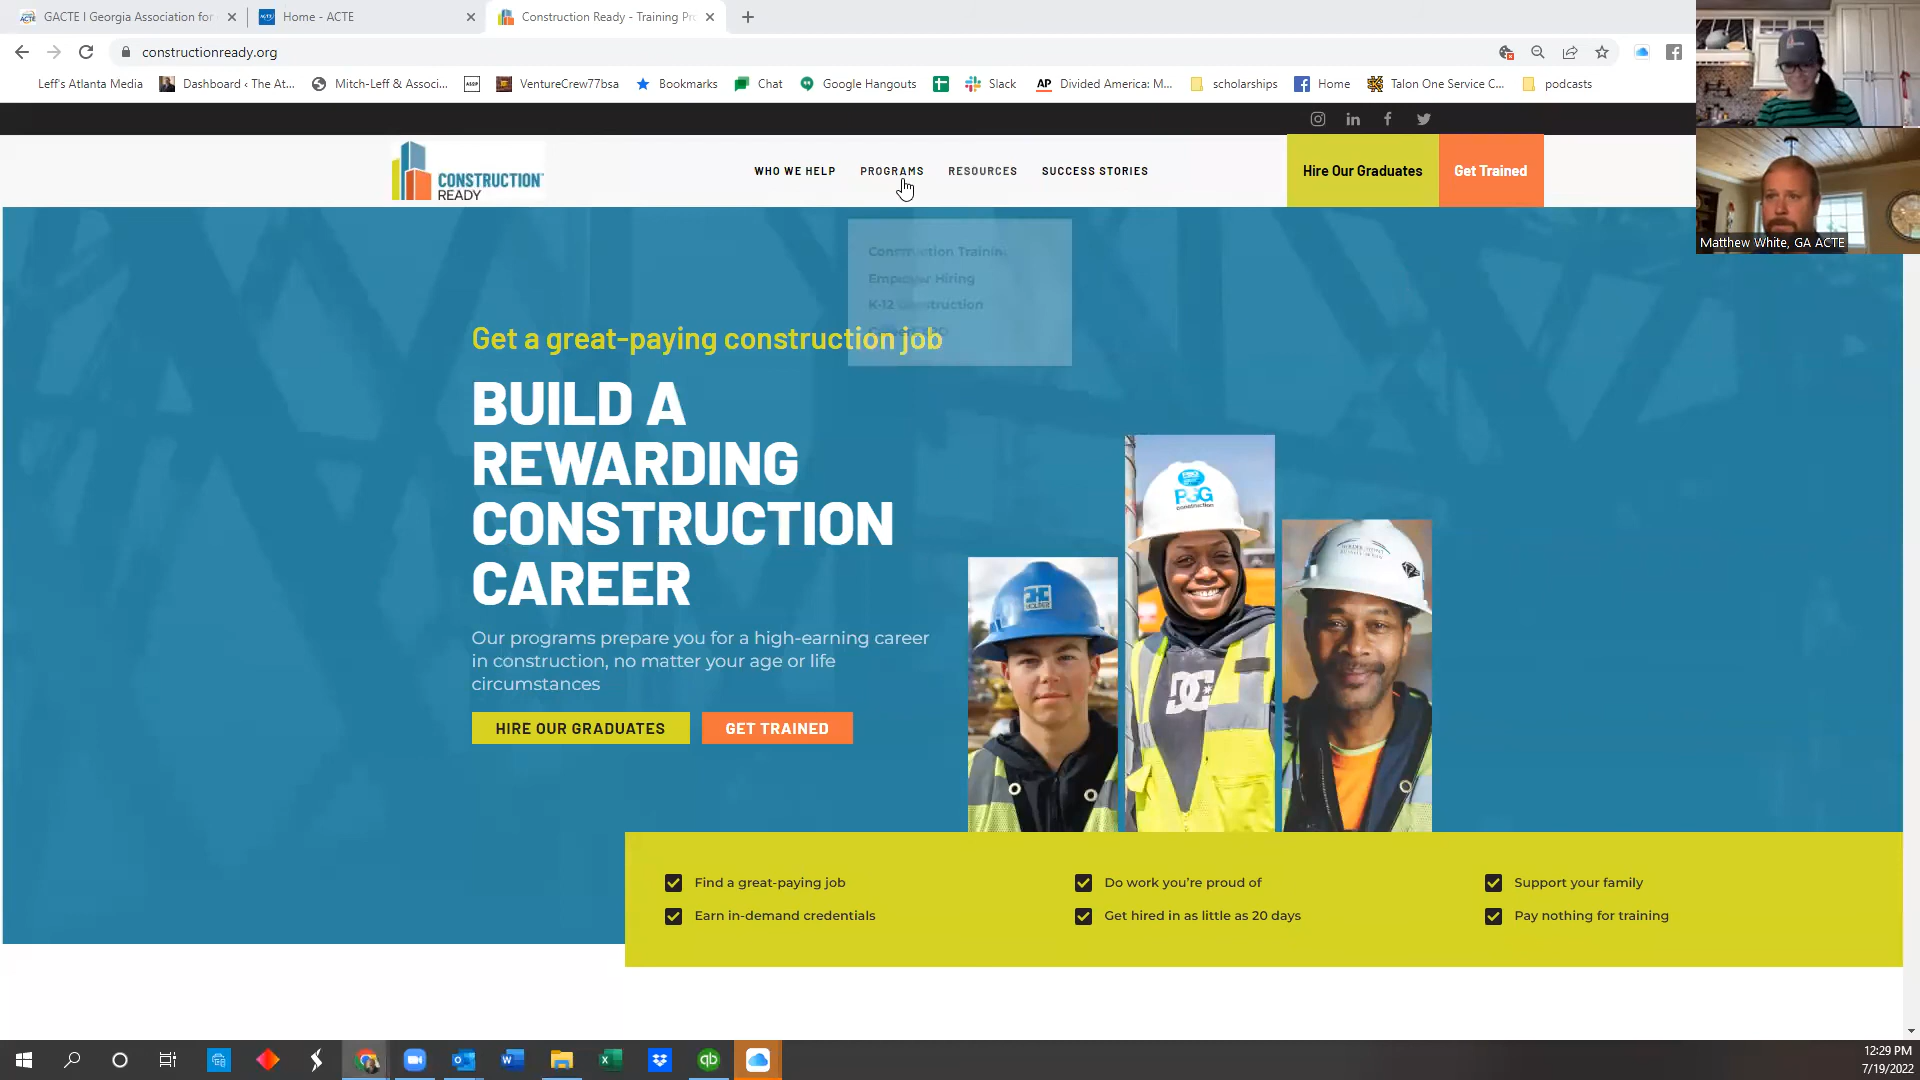 GACTE I Georgia Association for
Home - ACTE
Construction Ready - Training Pr
constructionready.org
Leff's Atlanta Media
Dashboard ‹ The At...
Mitch-Leff & Associ...
VentureCrew77bsa
Bookmarks
Chat
Google Hangouts
Slack
AP
Divided America: M...
scholarships
Home
Talon One Service C...
podcasts
CONSTRUCTION
READY
WHO WE HELP
PROGRAMS
RESOURCES
SUCCESS STORIES
Hire Our Graduates
Get Trained
Matthew White, GA ACTE
Construction Training
Employer Hiring
K-12 Construction
Get a great-paying construction job
BUILD A
REWARDING
CONSTRUCTION
CAREER
Our programs prepare you for a high-earning career
in construction, no matter your age or life
circumstances
HIRE OUR GRADUATES
GET TRAINED
HOLDER
construction
Find a great-paying job
Do work you're proud of
Support your family
Earn in-demand credentials
Get hired in as little as 20 days
Pay nothing for training
12:29 PM
7/19/2022